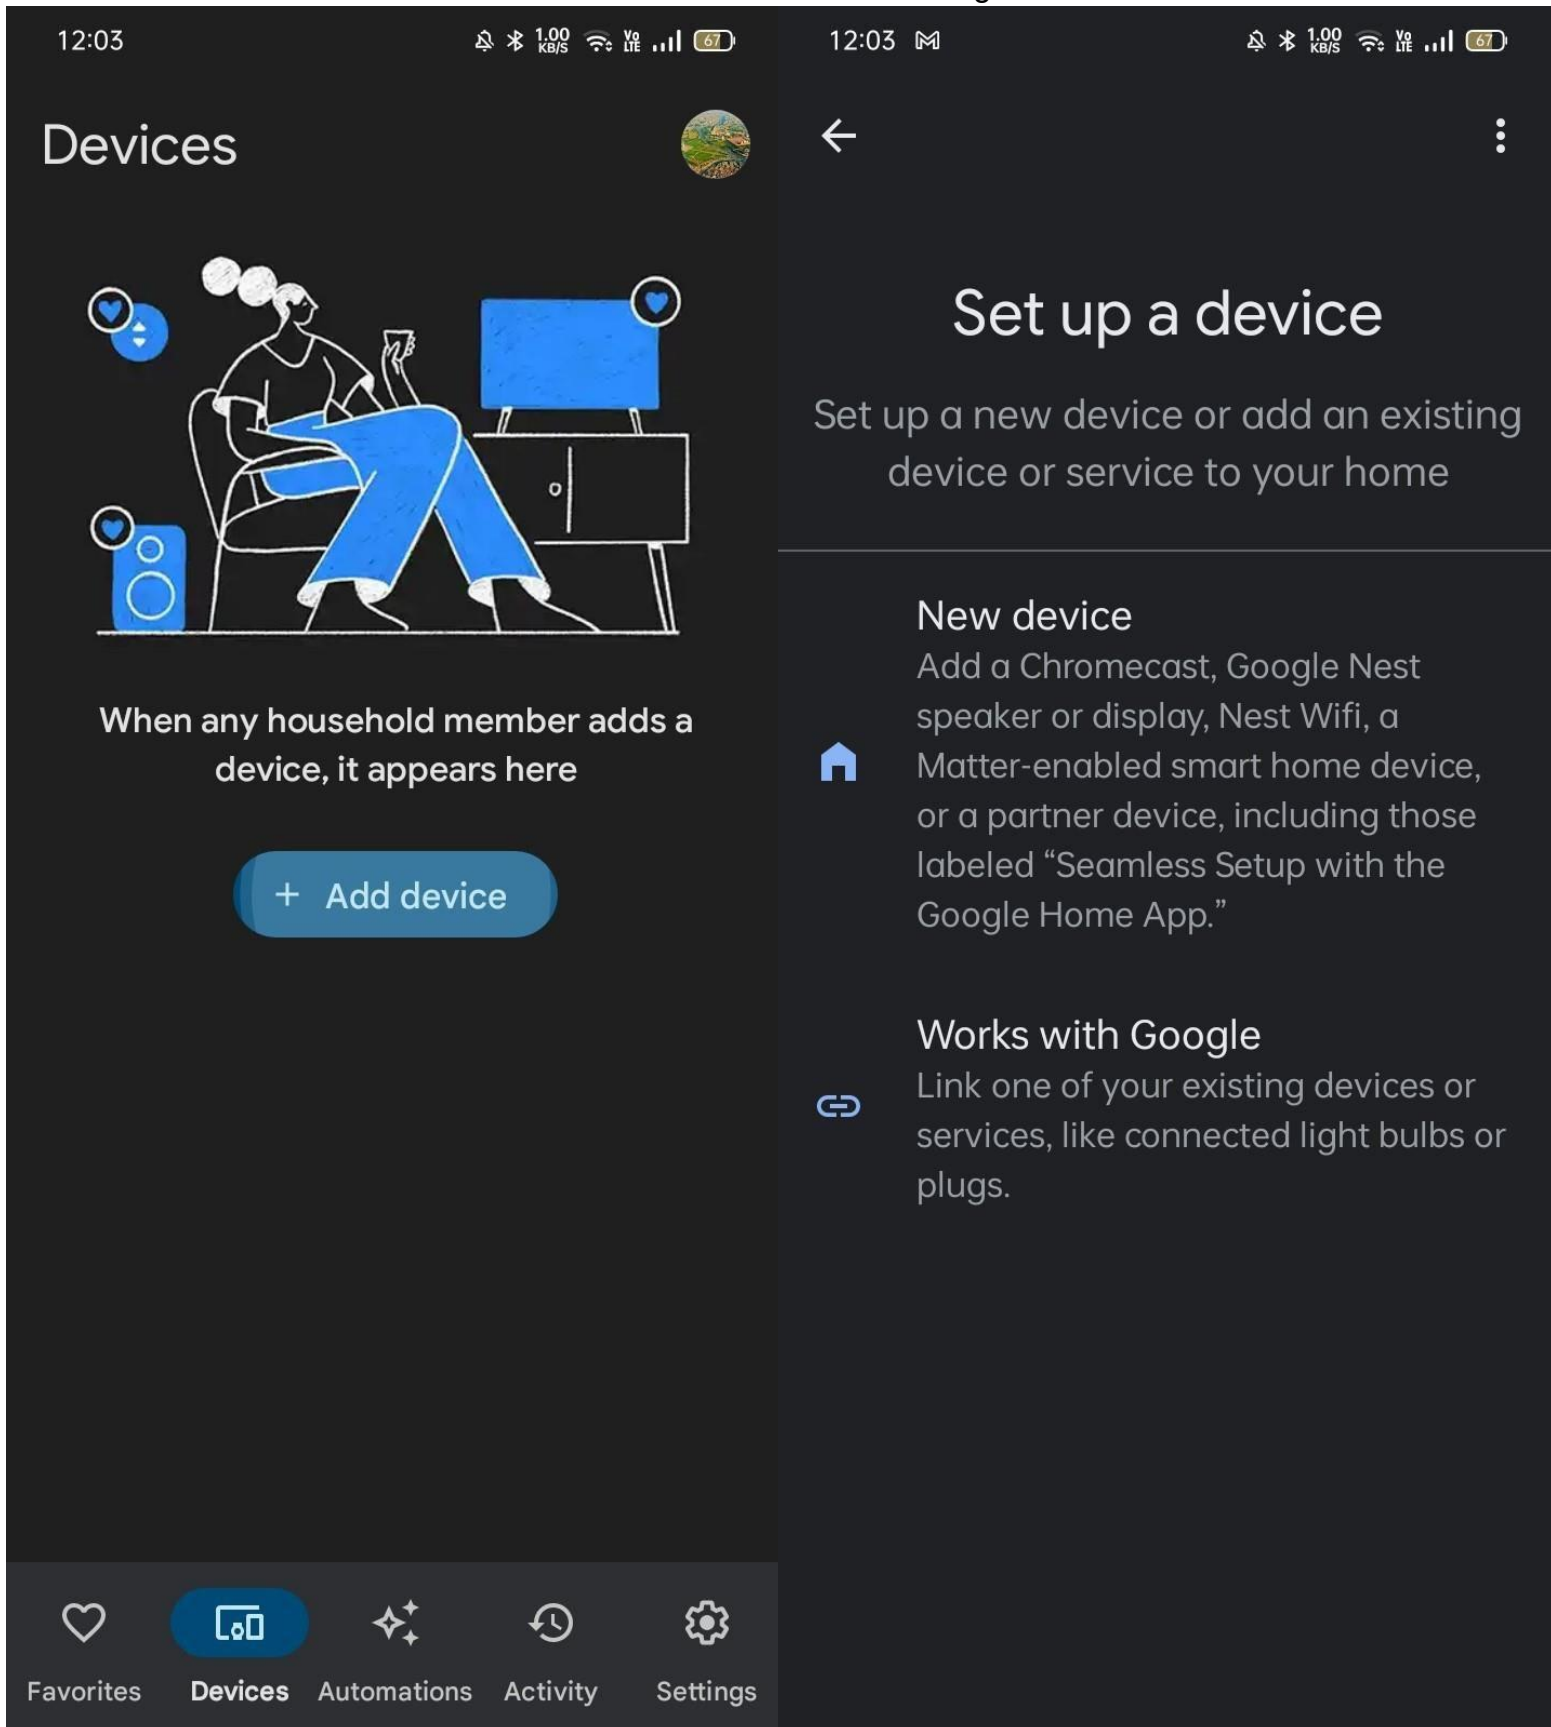 12:03
1.00
KB/S
Vo
LTE
67
Devices
When any household member adds a
device, it appears here
+ Add device
Favorites
Devices
Automations
Activity
Settings
12:03
1.00
KB/S
Vo
LTE
67
Set up a device
Set up a new device or add an existing
device or service to your home
New device
Add a Chromecast, Google Nest
speaker or display, Nest Wifi, a
Matter-enabled smart home device,
or a partner device, including those
labeled “Seamless Setup with the
Google Home App.”
Works with Google
Link one of your existing devices or
services, like connected light bulbs or
plugs.